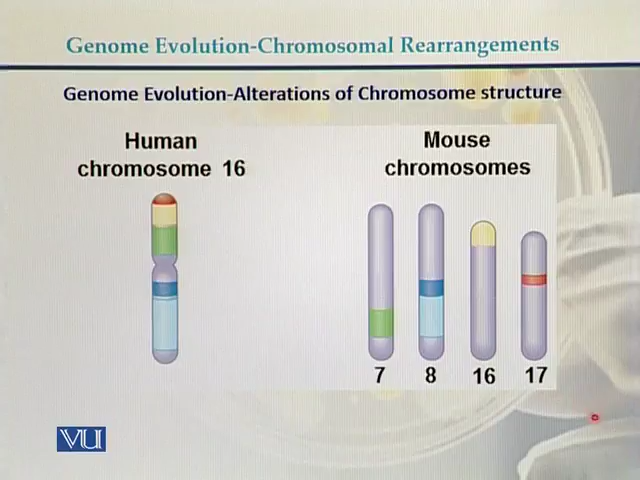 Genome Evolution-Chromosomal Rearrangements
Genome Evolution-Alterations of Chromosome structure
Human
chromosome 16
Mouse
chromosomes
7 8 16 17
VU